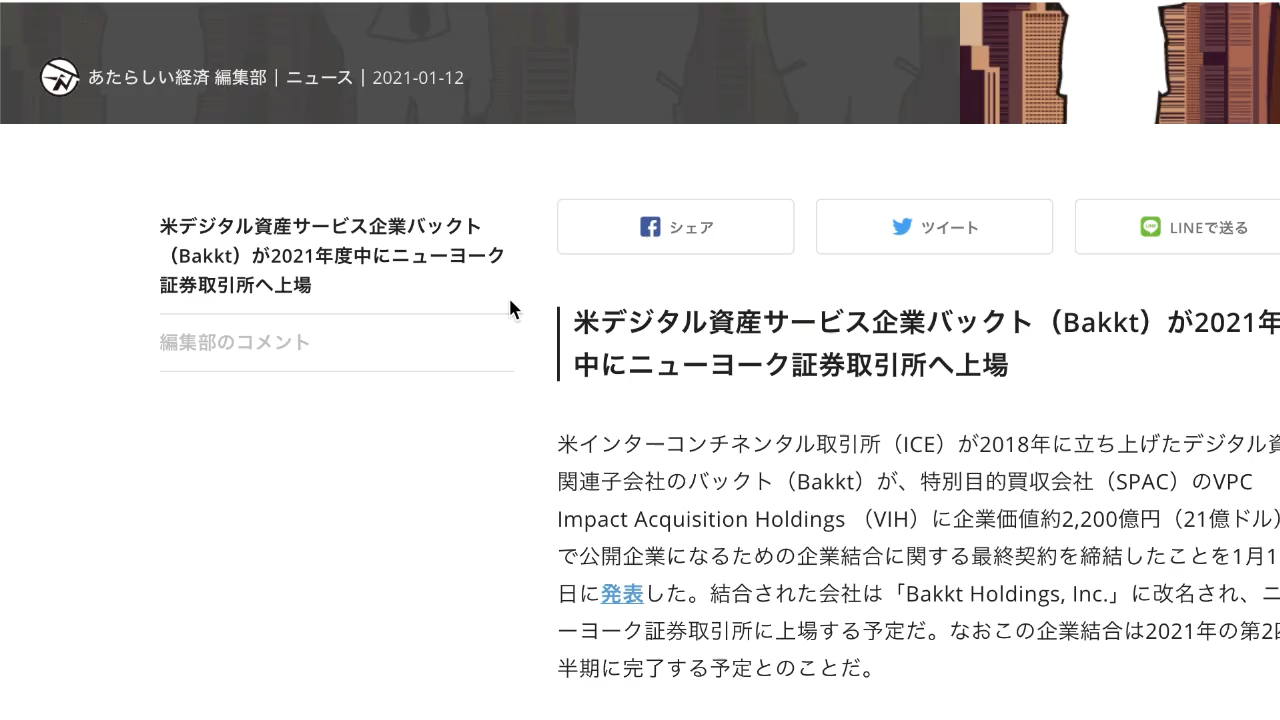 あたらしい経済 編集部 | ニュース | 2021-01-12
米デジタル資産サービス企業バックト
（Bakkt）が2021年度中にニューヨーク
証券取引所へ上場
編集部のコメント
シェア
ツイート
LINEで送る
米デジタル資産サービス企業バックト（Bakkt）が2021年
中にニューヨーク証券取引所へ上場
米インターコンチネンタル取引所（ICE）が2018年に立ち上げたデジタル資
関連子会社のバックト（Bakkt）が、特別目的買収会社（SPAC）のVPC
Impact Acquisition Holdings （VIH）に企業価値約2,200億円（21億ドル）
で公開企業になるための企業結合に関する最終契約を締結したことを1月1
日に発表した。結合された会社は「Bakkt Holdings, Inc.」に改名され、ニ
ーヨーク証券取引所に上場する予定だ。なおこの企業結合は2021年の第2
半期に完了する予定とのことだ。